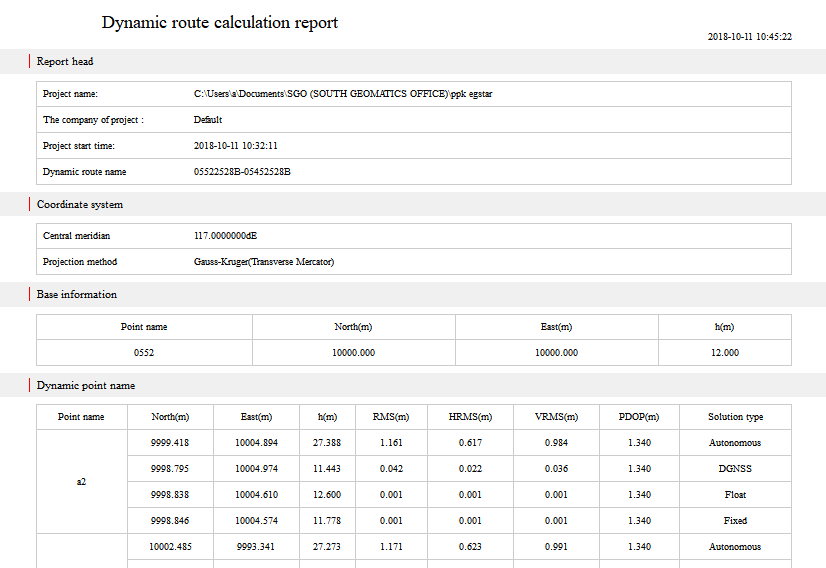 Dynamic route calculation report
2018-10-11 10:45:22
Report head
Project name: C:\Users\a\Documents\SGO (SOUTH GEOMATICS OFFICE)\ppk egstar
The company of project : Default
Project start time: 2018-10-11 10:32:11
Dynamic route name 05522528B-05452528B
Coordinate system
Central meridian 117.0000000dE
Projection method Gauss-Kruger(Transverse Mercator)
Base information
Point name North(m) East(m) h(m)
0552 10000.000 10000.000 12.000
Dynamic point name
Point name North(m) East(m) h(m) RMS(m) HRMS(m) VRMS(m) PDOP(m) Solution type
9999.418 10004.894 27.388 1.161 0.617 0.984 1.340 Autonomous
9998.795 10004.974 11.443 0.042 0.022 0.036 1.340 DGNSS
a2
9998.838 10004.610 12.600 0.001 0.001 0.001 1.340 Float
9998.846 10004.574 11.778 0.001 0.001 0.001 1.340 Fixed
10002.485 9993.341 27.273 1.171 0.623 0.991 1.340 Autonomous